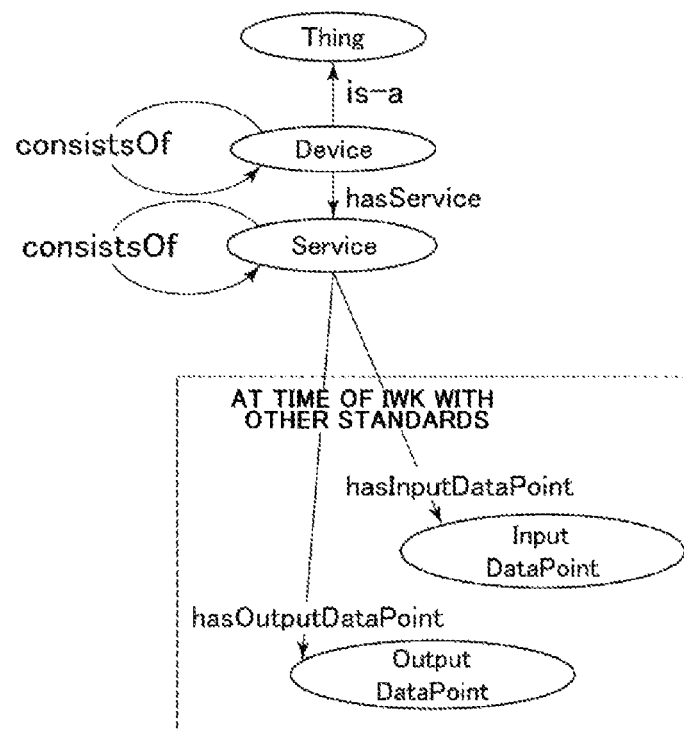 Thing
is-a
consistsOf
Device
hasService
consistsOf
Service
AT TIME OF IWK WITH
OTHER STANDARDS
hasInputDataPoint
Input
DataPoint
hasOutputDataPoint
Output
DataPoint